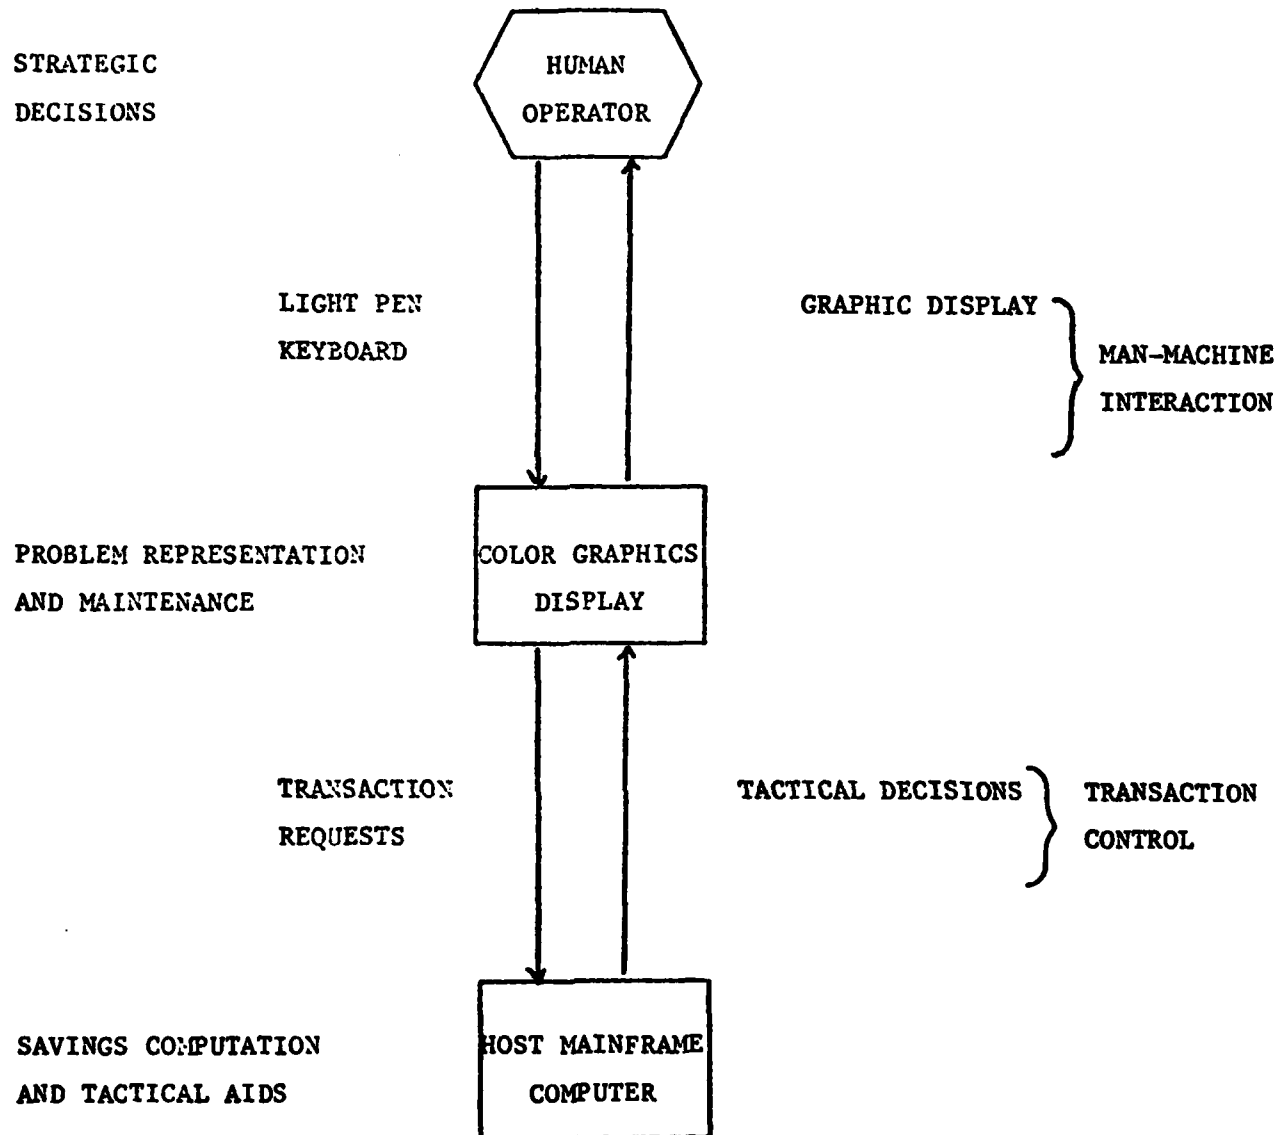 STRATEGIC
DECISIONS
HUMAN
OPERATOR
LIGHT PEN
KEYBOARD
GRAPHIC DISPLAY
MAN-MACHINE
INTERACTION
PROBLEM REPRESENTATION
AND MAINTENANCE
COLOR GRAPHICS
DISPLAY
TRANSACTION
REQUESTS
TACTICAL DECISIONS
TRANSACTION
CONTROL
SAVINGS COMPUTATION
AND TACTICAL AIDS
HOST MAINFRAME
COMPUTER